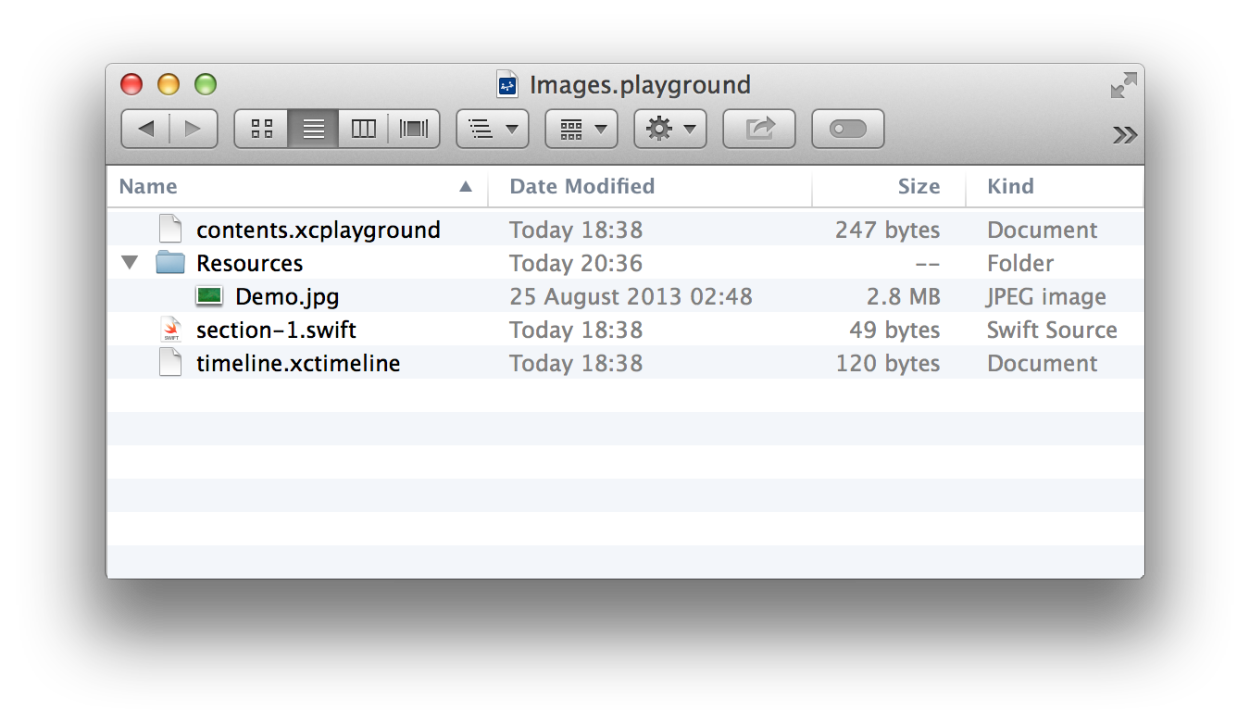 Images.playground
Name Date Modified Size Kind
contents.xcplayground Today 18:38 247 bytes Document
Resources Today 20:36 -- Folder
Demo.jpg 25 August 2013 02:48 2.8 MB JPEG image
section-1.swift Today 18:38 49 bytes Swift Source
timeline.xctimeline Today 18:38 120 bytes Document